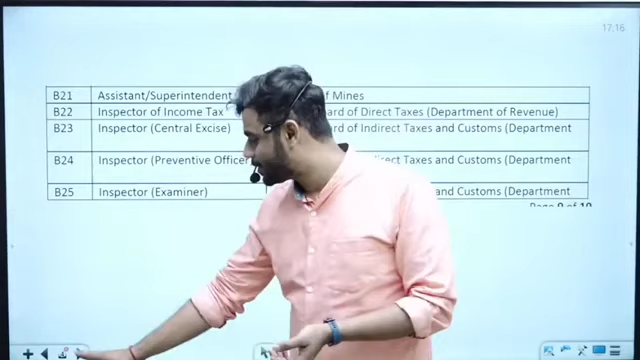 17:16
B21 Assistant/Superintendent of Mines
B22 Inspector of Income Tax ard of Direct Taxes (Department of Revenue)
B23 Inspector (Central Excise) rd of Indirect Taxes and Customs (Department
B24 Inspector (Preventive Officer direct Taxes and Customs (Department
B25 Inspector (Examiner) and Customs (Department
Page 9 of 10